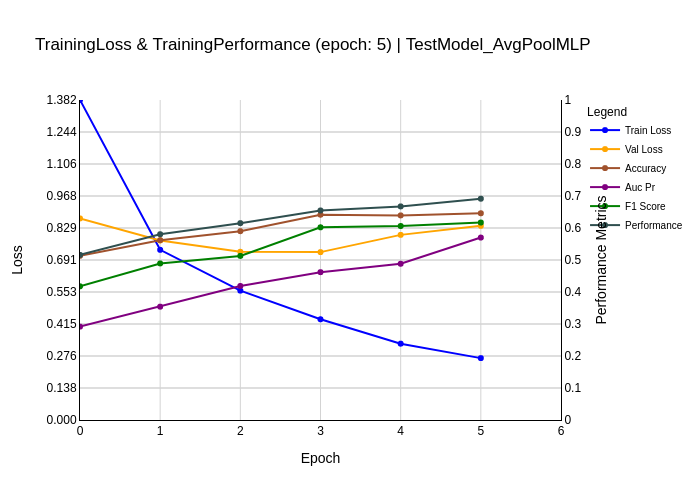 TrainingLoss & TrainingPerformance (epoch: 5) | TestModel_AvgPoolMLP
1.382
1.244
1.106
0.968
0.829
0.691
0.553
0.415
0.276
0.138
0.000
Loss
0
1
2
3
4
5
6
Epoch
1
0.9
0.8
0.7
0.6
0.5
0.4
0.3
0.2
0.1
0
Performance Metrics
Legend
Train Loss
Val Loss
Accuracy
Auc Pr
F1 Score
Performance